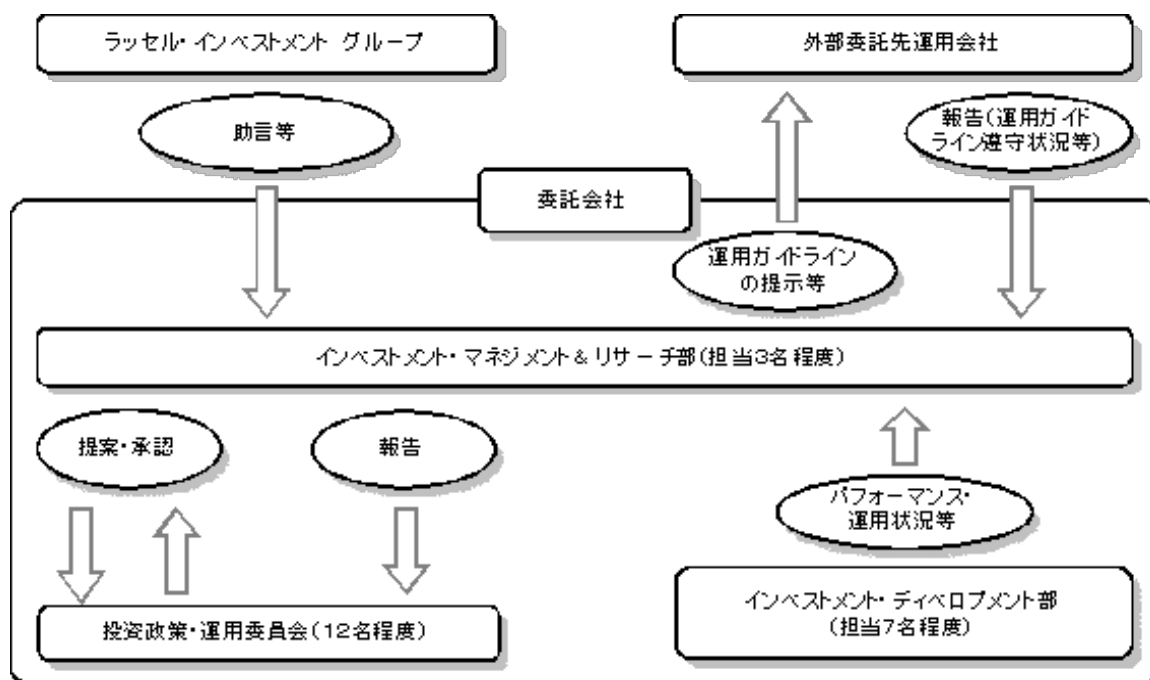 ラッセル・インベストメント グループ
外部委託先運用会社
助言等
報告(運用ガイド
ライン遵守状況等)
委託会社
運用ガイドライン
の提示等
インベストメント・マネジメント&リサーチ部(担当3名程度)
提案・承認
報告
パフォーマンス・
運用状況等
インベストメント・ディベロプメント部
(担当7名程度)
投資政策・運用委員会(12名程度)